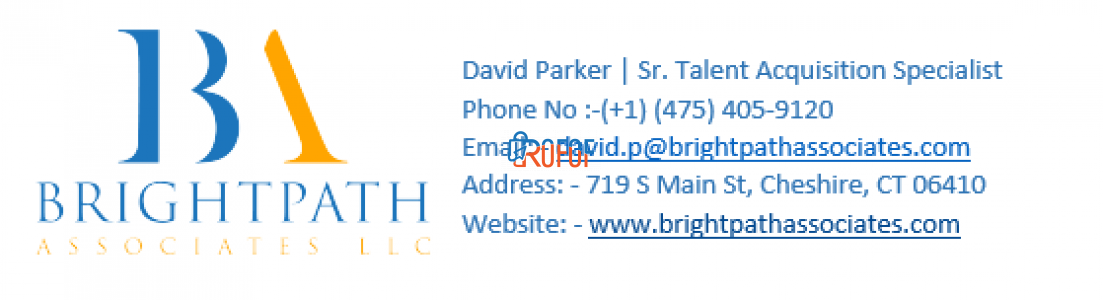 BA
BRIGHTPATH
ASSOCIATES LLC
David Parker | Sr. Talent Acquisition Specialist
Phone No :-(+1) (475) 405-9120
Email: - david.p@brightpathassociates.com
Address: - 719 S Main St, Cheshire, CT 06410
Website: - www.brightpathassociates.com